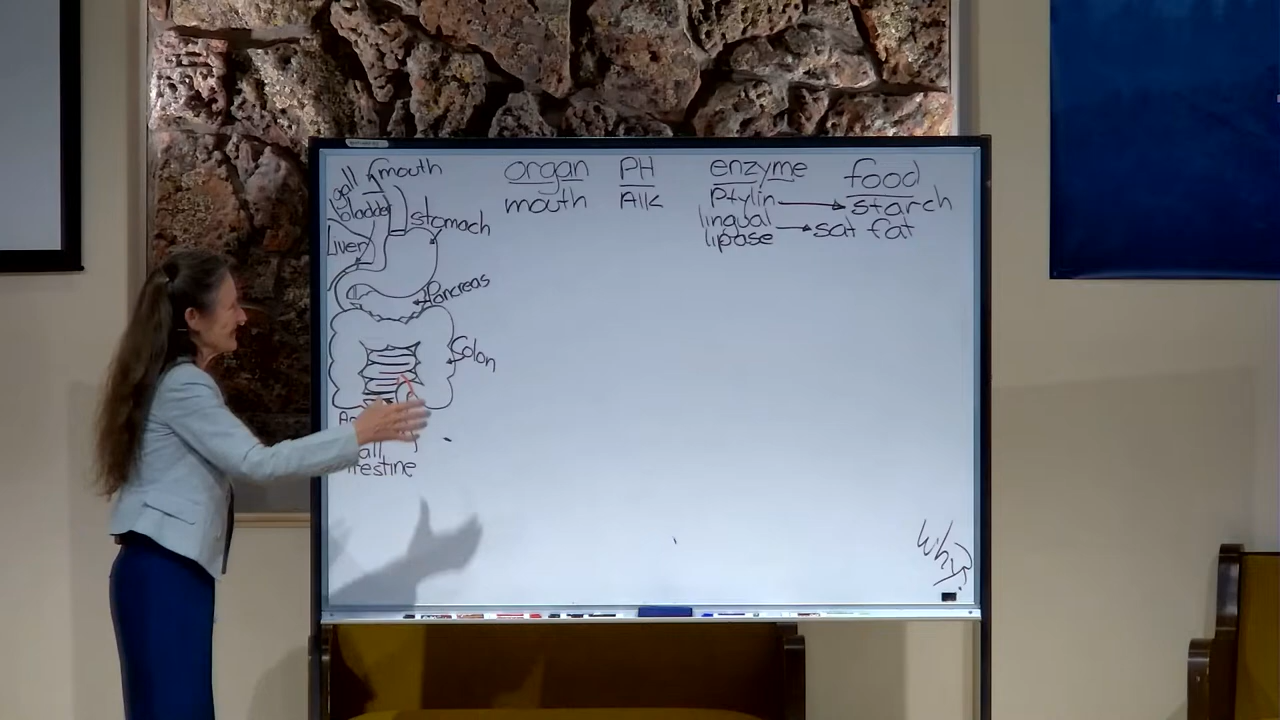 mouth
gall
bladder
Liver
stomach
Pancreas
Colon
intestine
organ PH enzyme food
mouth Alk Ptylin starch
lingual
lipase sat fat
Why?